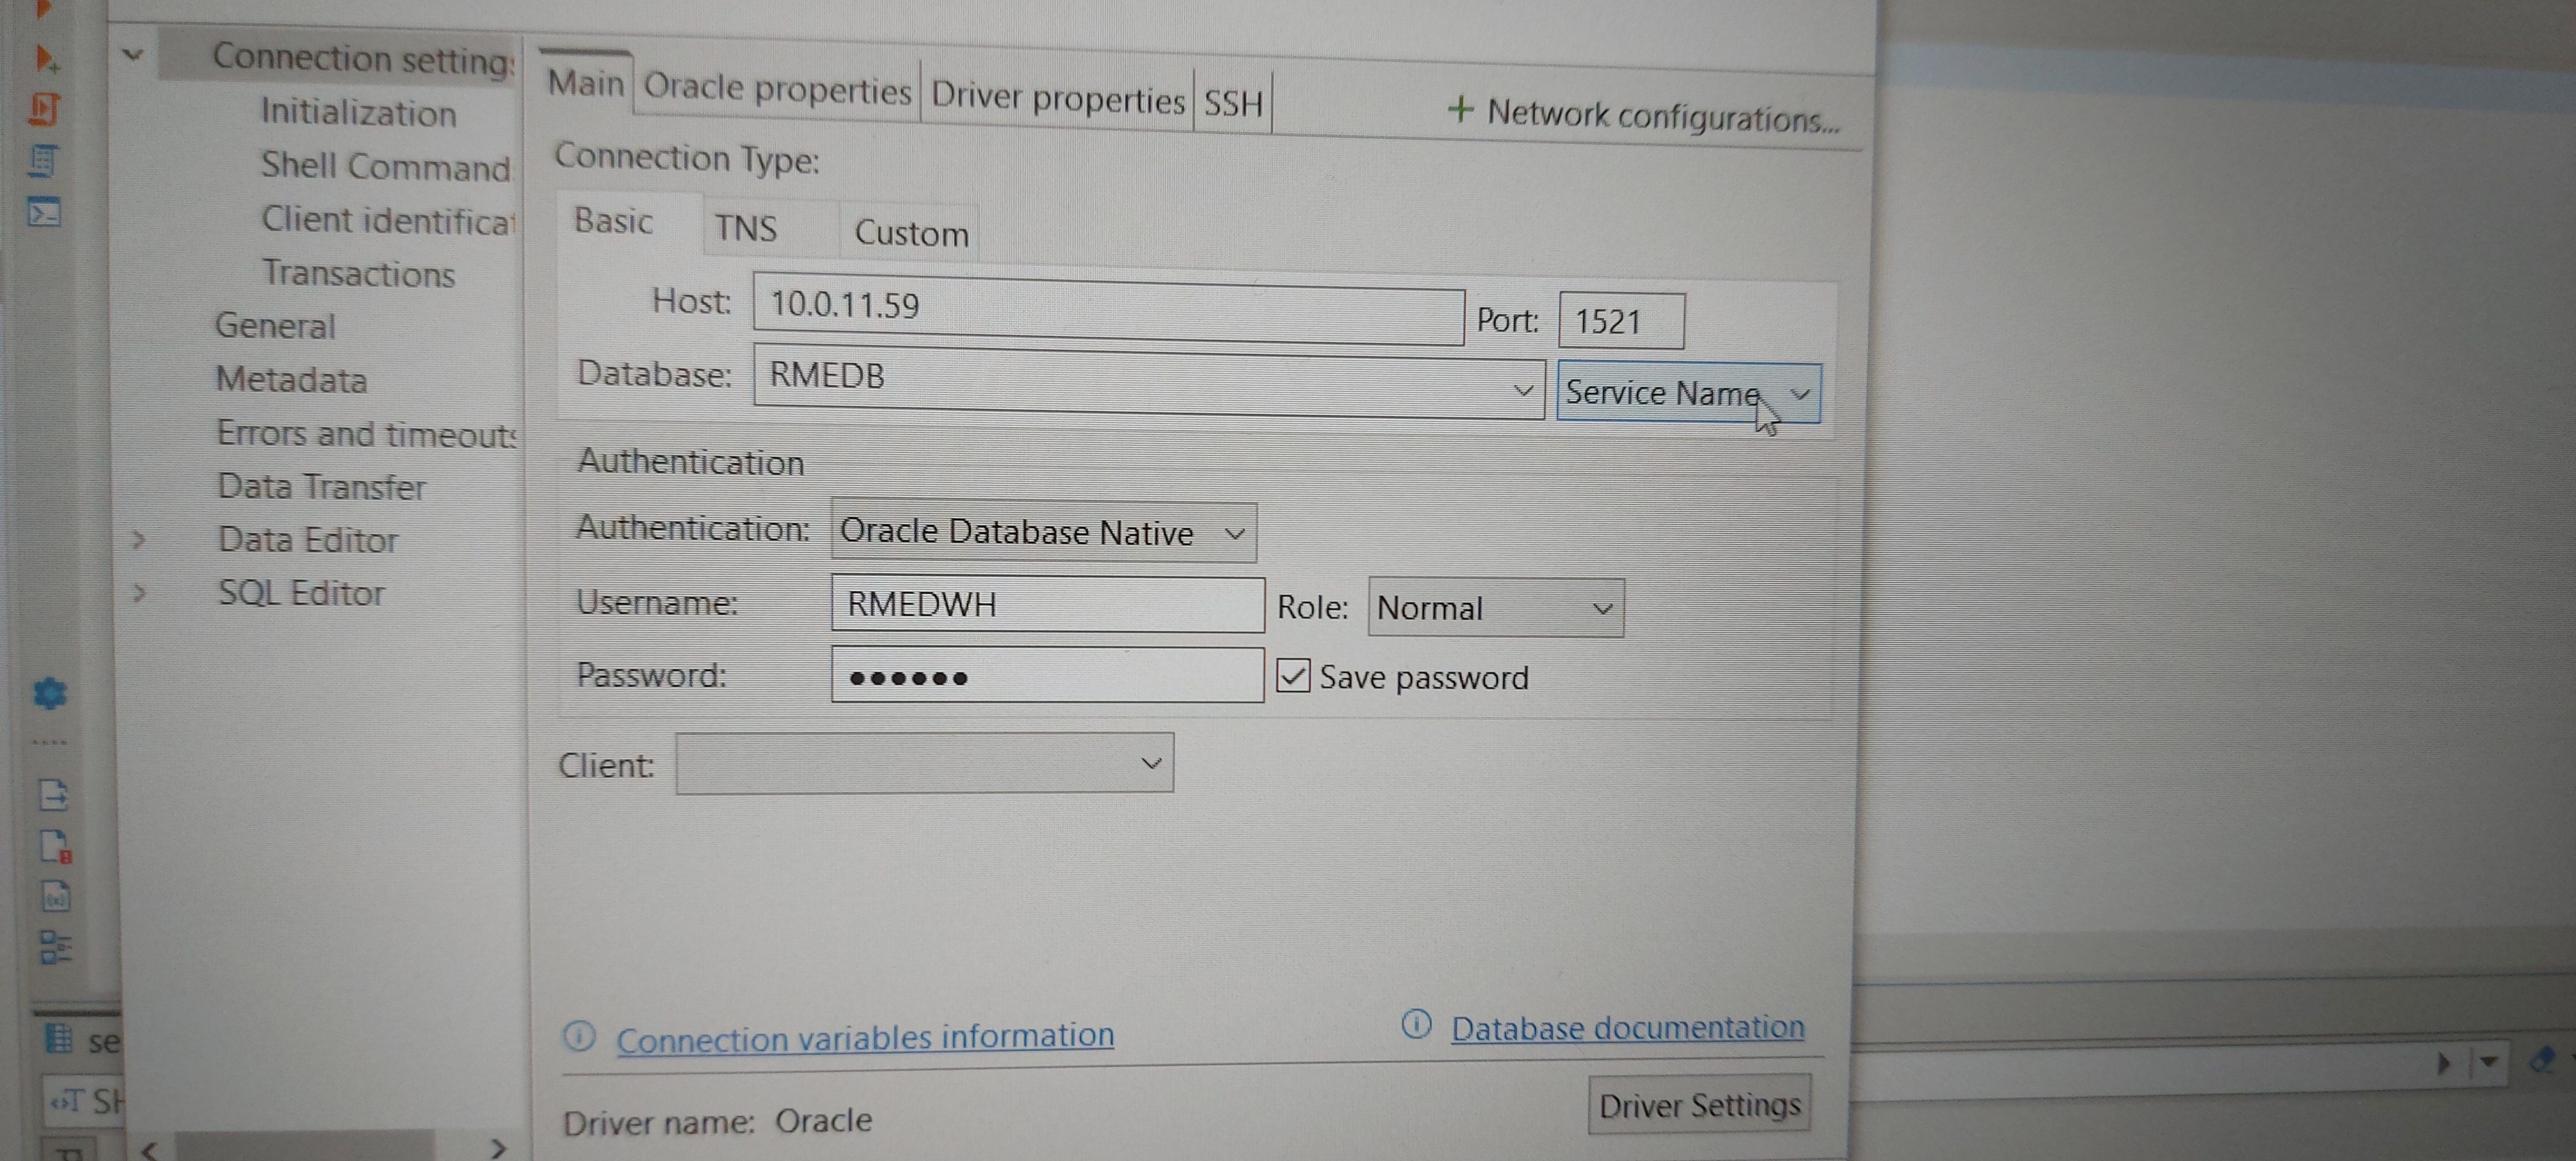 Connection setting
Initialization
Shell Command
Client identifica
Transactions
General
Metadata
Errors and timeouts
Data Transfer
Data Editor
SQL Editor
Main Oracle properties Driver properties SSH
+ Network configurations...
Connection Type:
Basic TNS Custom
Host: 10.0.11.59 Port: 1521
Database: RMEDB Service Name
Authentication
Authentication: Oracle Database Native
Username: RMEDWH Role: Normal
Password: •••••• Save password
Client:
Connection variables information Database documentation
Driver name: Oracle Driver Settings
se
T SH